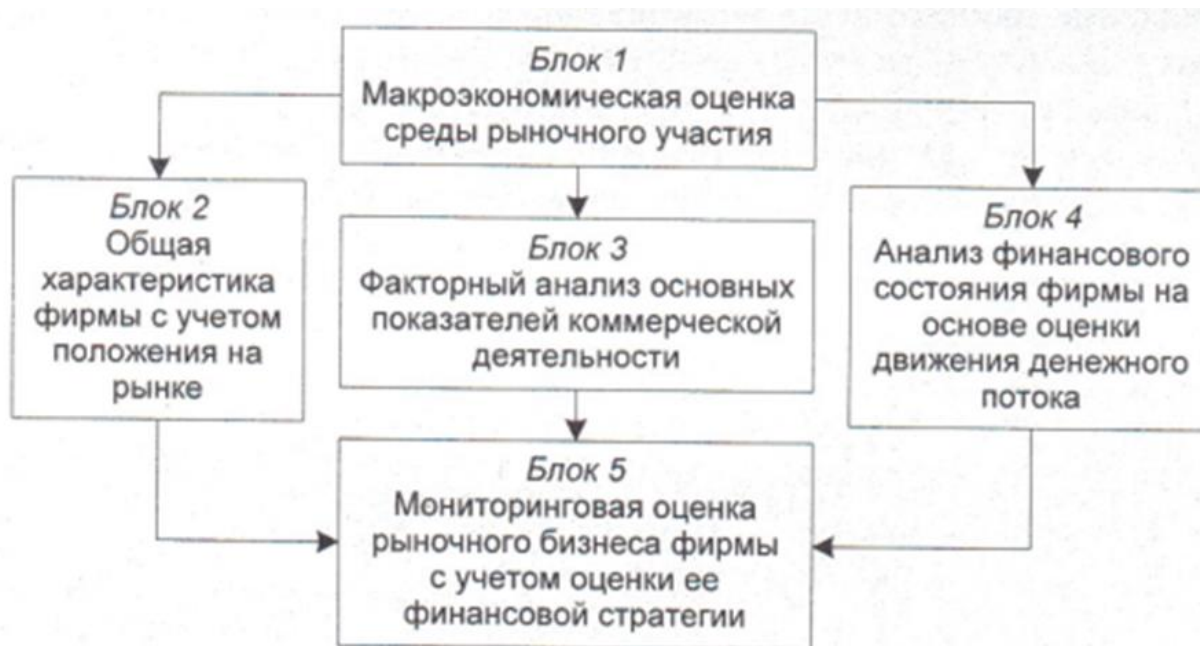 Блок 1
Макроэкономическая оценка
среды рыночного участия
Блок 2
Общая
характеристика
фирмы с учетом
положения на
рынке
Блок 3
Факторный анализ основных
показателей коммерческой
деятельности
Блок 4
Анализ финансового
состояния фирмы на
основе оценки
движения денежного
потока
Блок 5
Мониторинговая оценка
рыночного бизнеса фирмы
с учетом оценки ее
финансовой стратегии